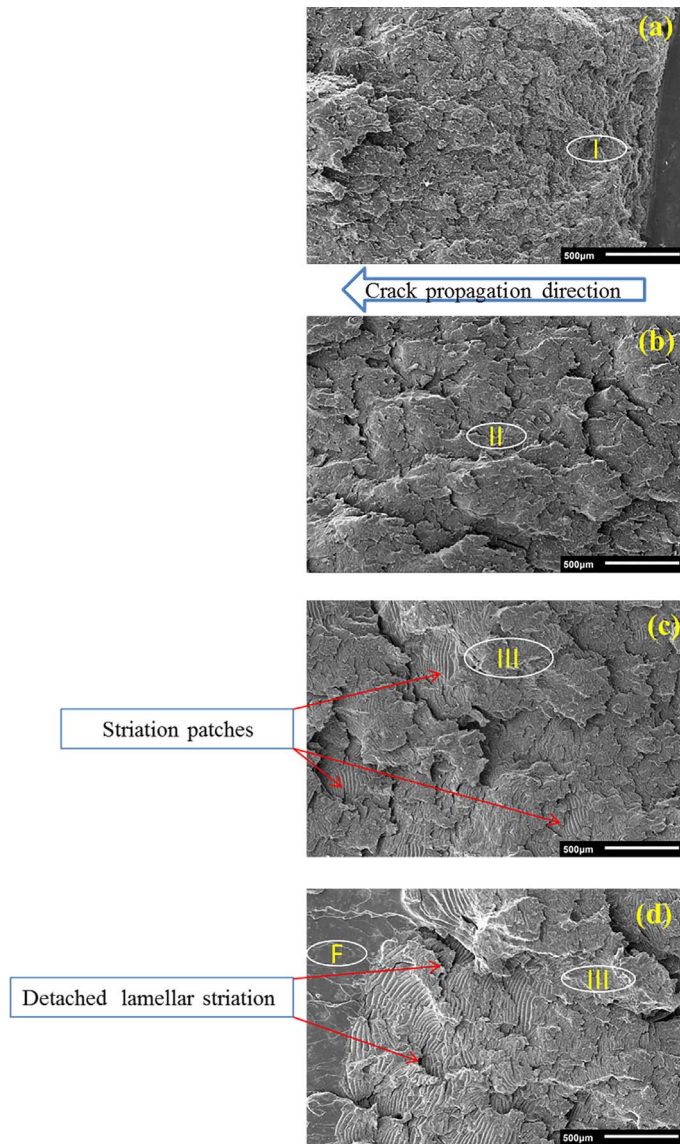 (a)
I
500µm
Crack propagation direction
(b)
II
500µm
(c)
III
Striation patches
500µm
(d)
F
III
Detached lamellar striation
500µm